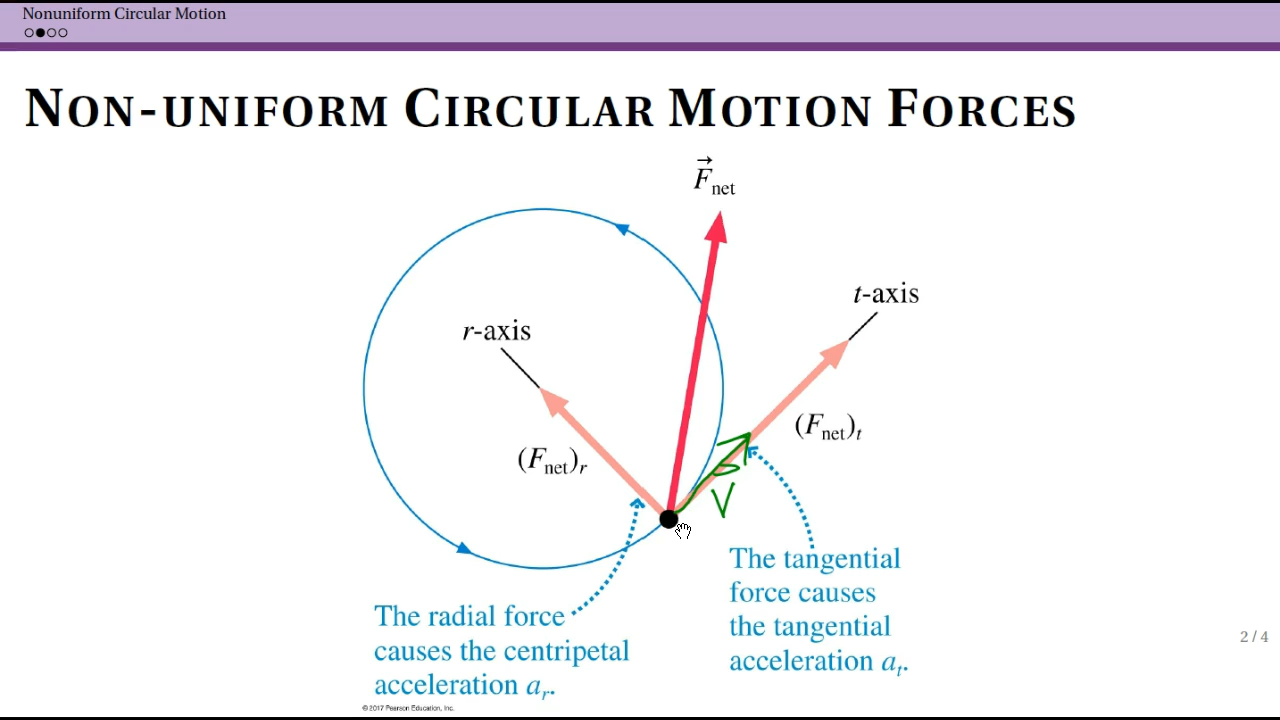 Nonuniform Circular Motion
NON-UNIFORM CIRCULAR MOTION FORCES
F⃗net
t-axis
r-axis
(Fnet)t
(Fnet)r
V
The tangential
force causes
the tangential
acceleration at.
The radial force
causes the centripetal
acceleration ar.
2 / 4
© 2017 Pearson Education, Inc.